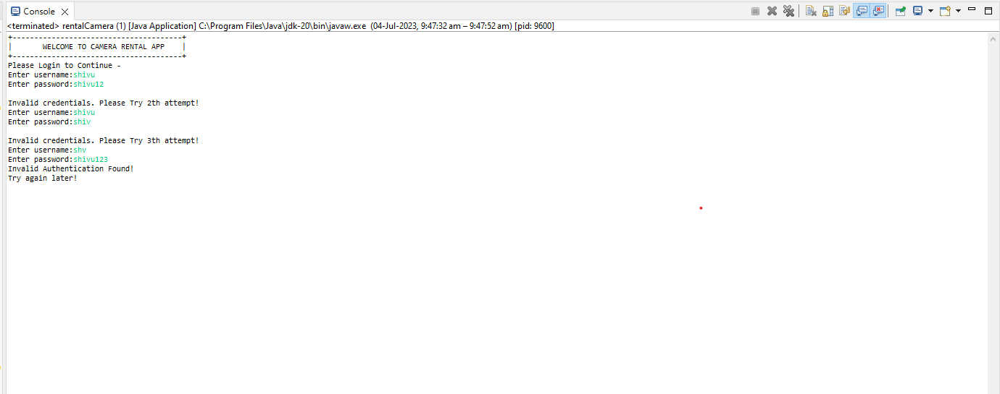 Console
<terminated> rentalCamera (1) [Java Application] C:\Program Files\Java\jdk-20\bin\javaw.exe (04-Jul-2023, 9:47:32 am – 9:47:52 am) [pid: 9600]
+---------------------------------------+
|       WELCOME TO CAMERA RENTAL APP    |
+---------------------------------------+
Please Login to Continue -
Enter username:shivu
Enter password:shivu12
Invalid credentials. Please Try 2th attempt!
Enter username:shivu
Enter password:shiv
Invalid credentials. Please Try 3th attempt!
Enter username:shv
Enter password:shivu123
Invalid Authentication Found!
Try again later!